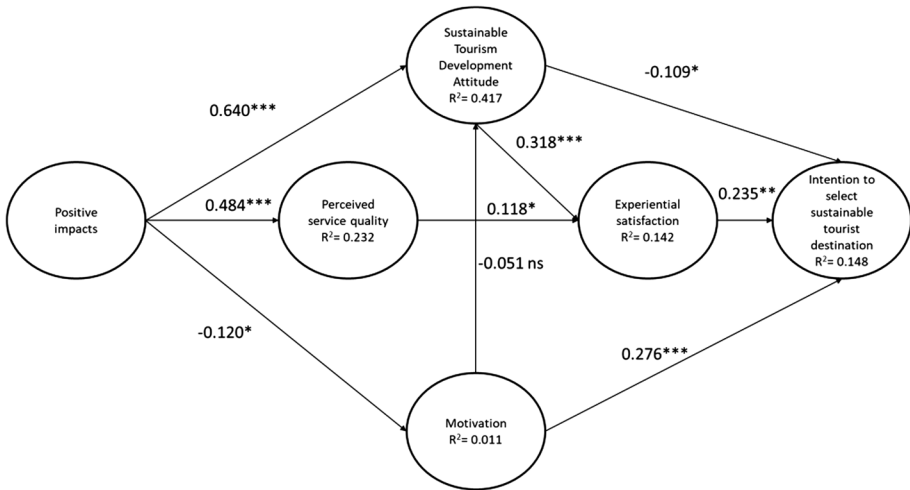 Sustainable
Tourism
Development
Attitude
R²= 0.417
-0.109*
0.640***
0.318***
Positive
impacts
0.484***
Perceived
service quality
R²= 0.232
0.118*
Experiential
satisfaction
R²= 0.142
0.235**
Intention to
select
sustainable
tourist
destination
R²= 0.148
-0.051 ns
-0.120*
0.276***
Motivation
R²= 0.011